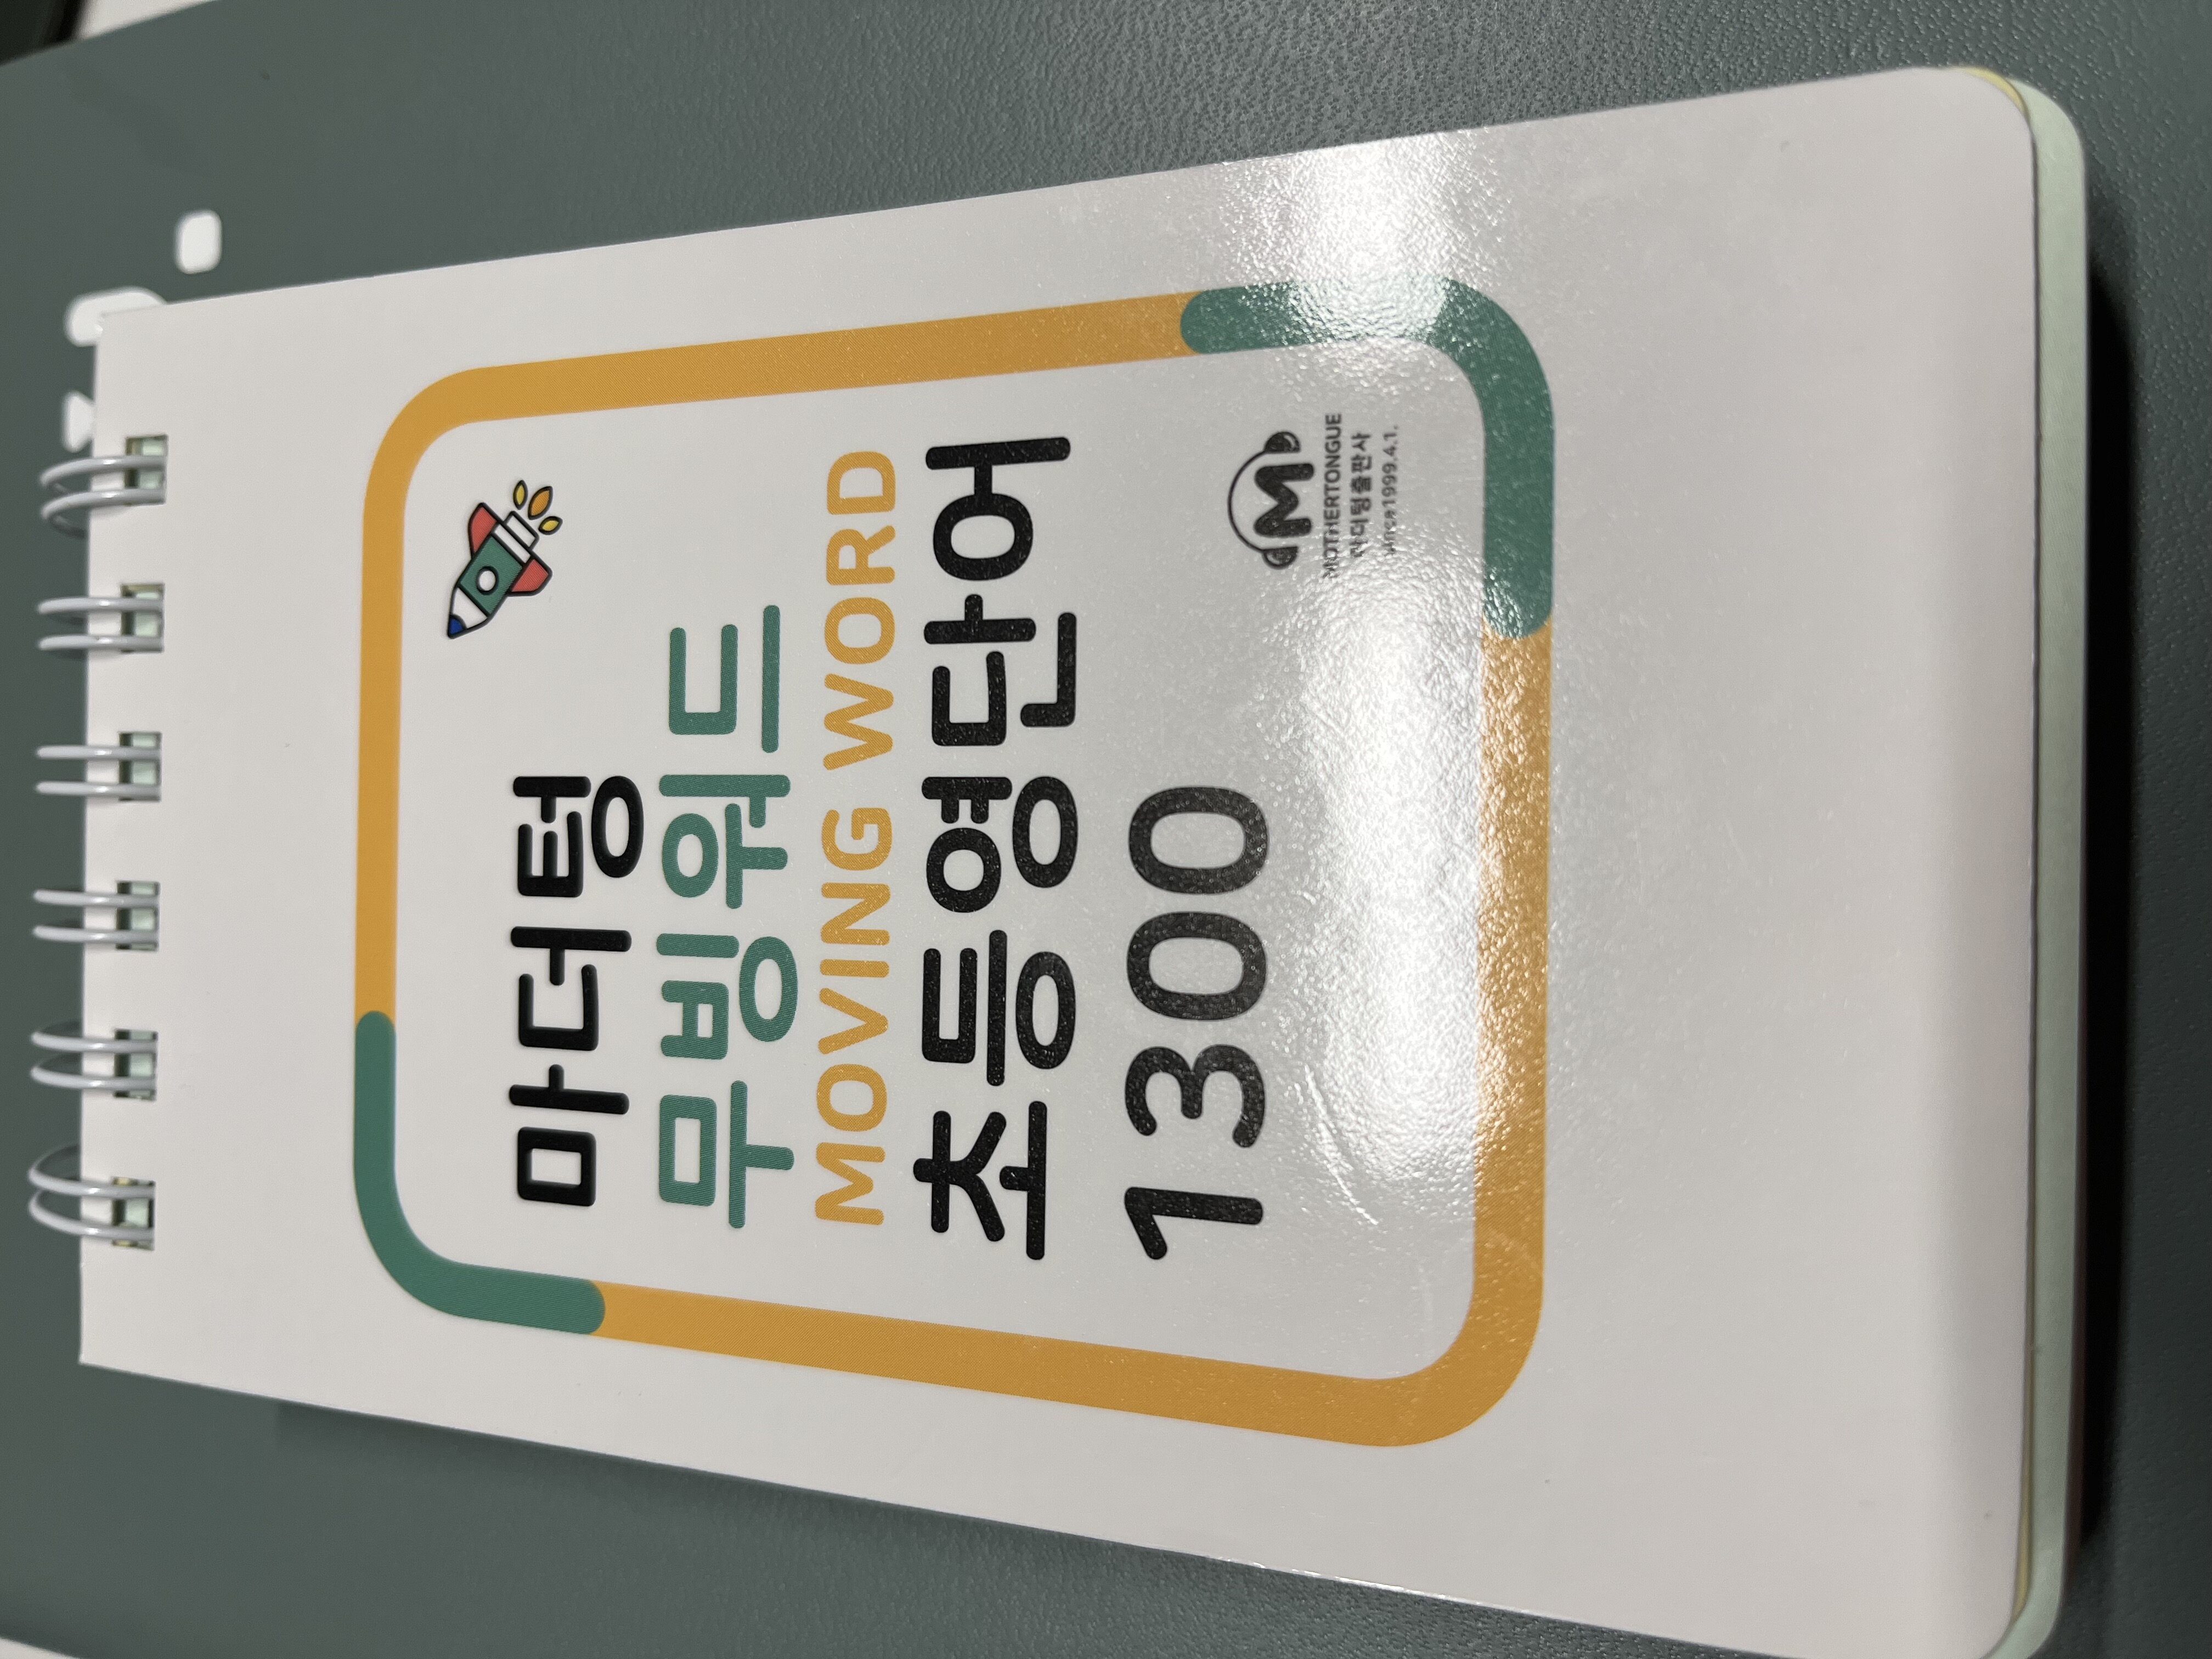 마더텅
무빙워드
MOVING WORD
초등영단어
1300
M
MOTHERTONGUE
마더텅출판사
since1999.4.1.